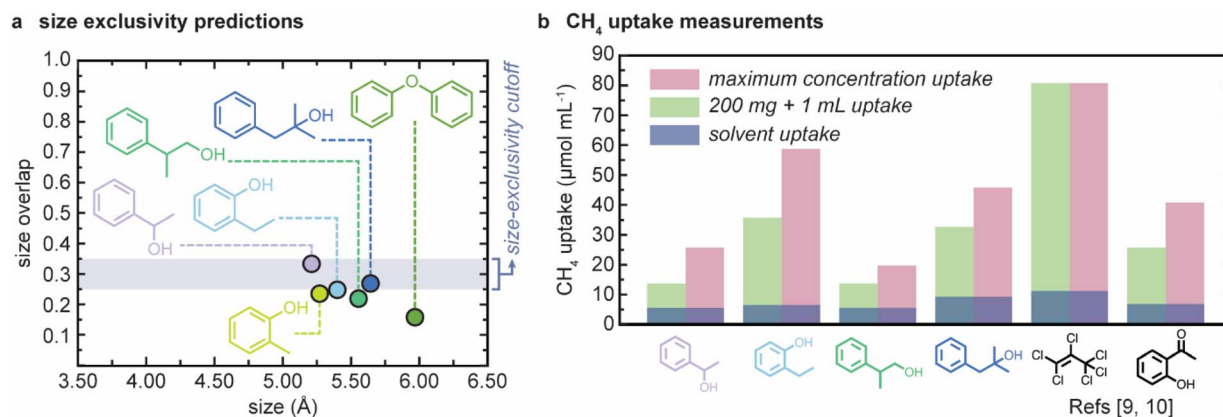 a size exclusivity predictions
1.0
0.9
0.8
0.7
0.6
0.5
0.4
0.3
0.2
0.1
size overlap
OH
O
OH
OH
OH
OH
size-exclusivity cutoff
3.50 4.00 4.50 5.00 5.50 6.00 6.50
size (Å)
b CH₄ uptake measurements
90
80
70
60
50
40
30
20
10
0
CH₄ uptake (μmol mL⁻¹)
maximum concentration uptake
200 mg + 1 mL uptake
solvent uptake
OH
OH
OH
OH
Cl Cl Cl Cl Cl Cl
O
OH
Refs [9, 10]